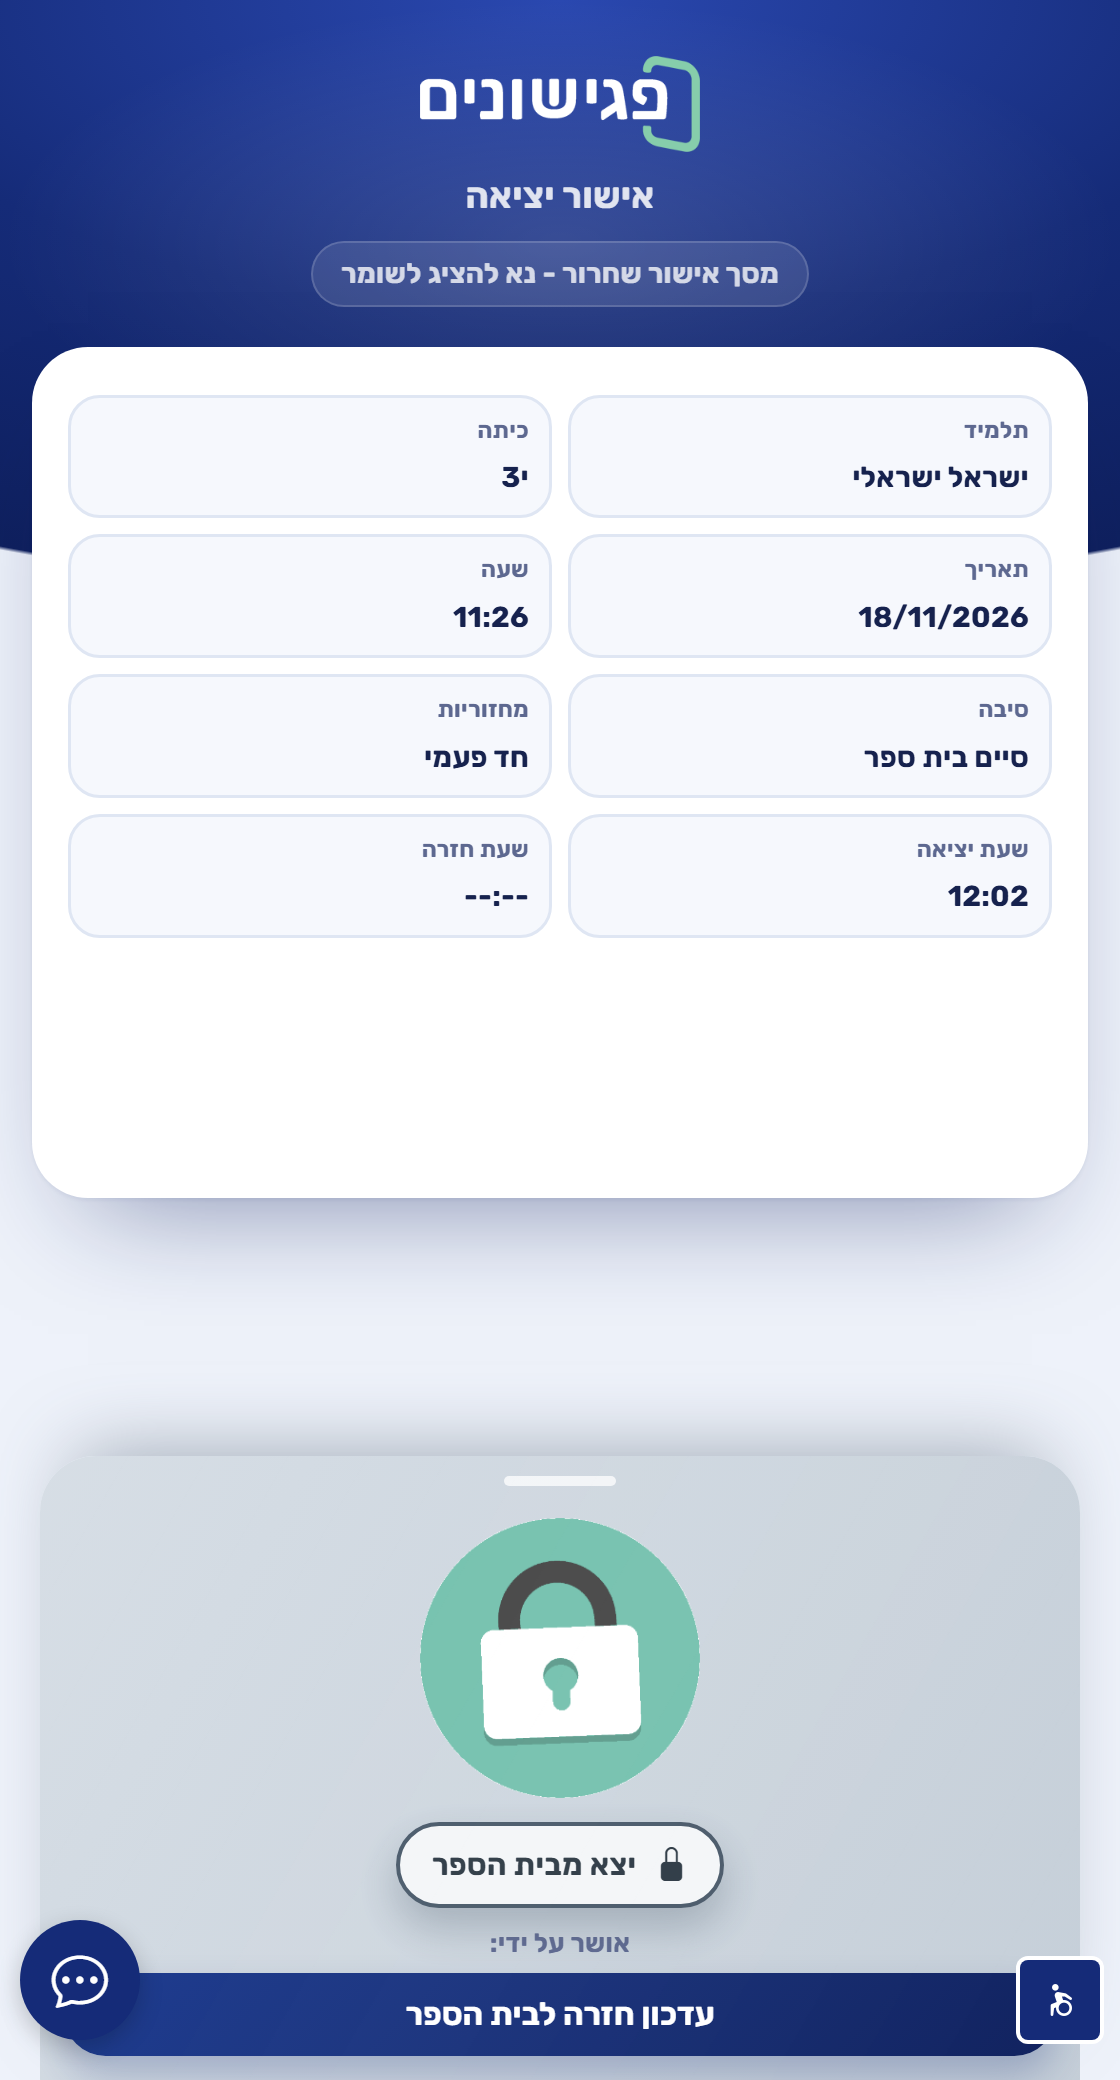 פגישונים
אישור יציאה
מסך אישור שחרור - נא להציג לשומר
תלמיד
ישראל ישראלי
כיתה
י3
תאריך
18/11/2026
שעה
11:26
סיבה
סיים בית ספר
מחזוריות
חד פעמי
שעת יציאה
12:02
שעת חזרה
--:--
יצא מבית הספר
אושר על ידי:
עדכון חזרה לבית הספר